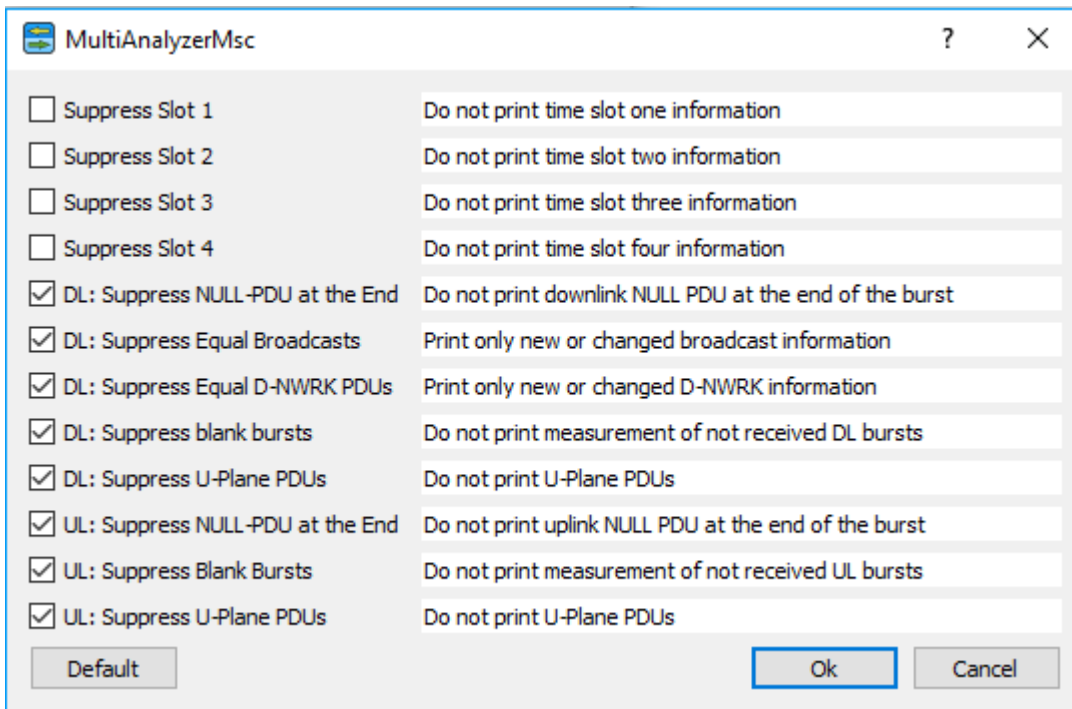 MultiAnalyzerMsc ?
Suppress Slot 1 Do not print time slot one information
Suppress Slot 2 Do not print time slot two information
Suppress Slot 3 Do not print time slot three information
Suppress Slot 4 Do not print time slot four information
DL: Suppress NULL-PDU at the End Do not print downlink NULL PDU at the end of the burst
DL: Suppress Equal Broadcasts Print only new or changed broadcast information
DL: Suppress Equal D-NWRK PDUs Print only new or changed D-NWRK information
DL: Suppress blank bursts Do not print measurement of not received DL bursts
DL: Suppress U-Plane PDUs Do not print U-Plane PDUs
UL: Suppress NULL-PDU at the End Do not print uplink NULL PDU at the end of the burst
UL: Suppress Blank Bursts Do not print measurement of not received UL bursts
UL: Suppress U-Plane PDUs Do not print U-Plane PDUs
Default Ok Cancel